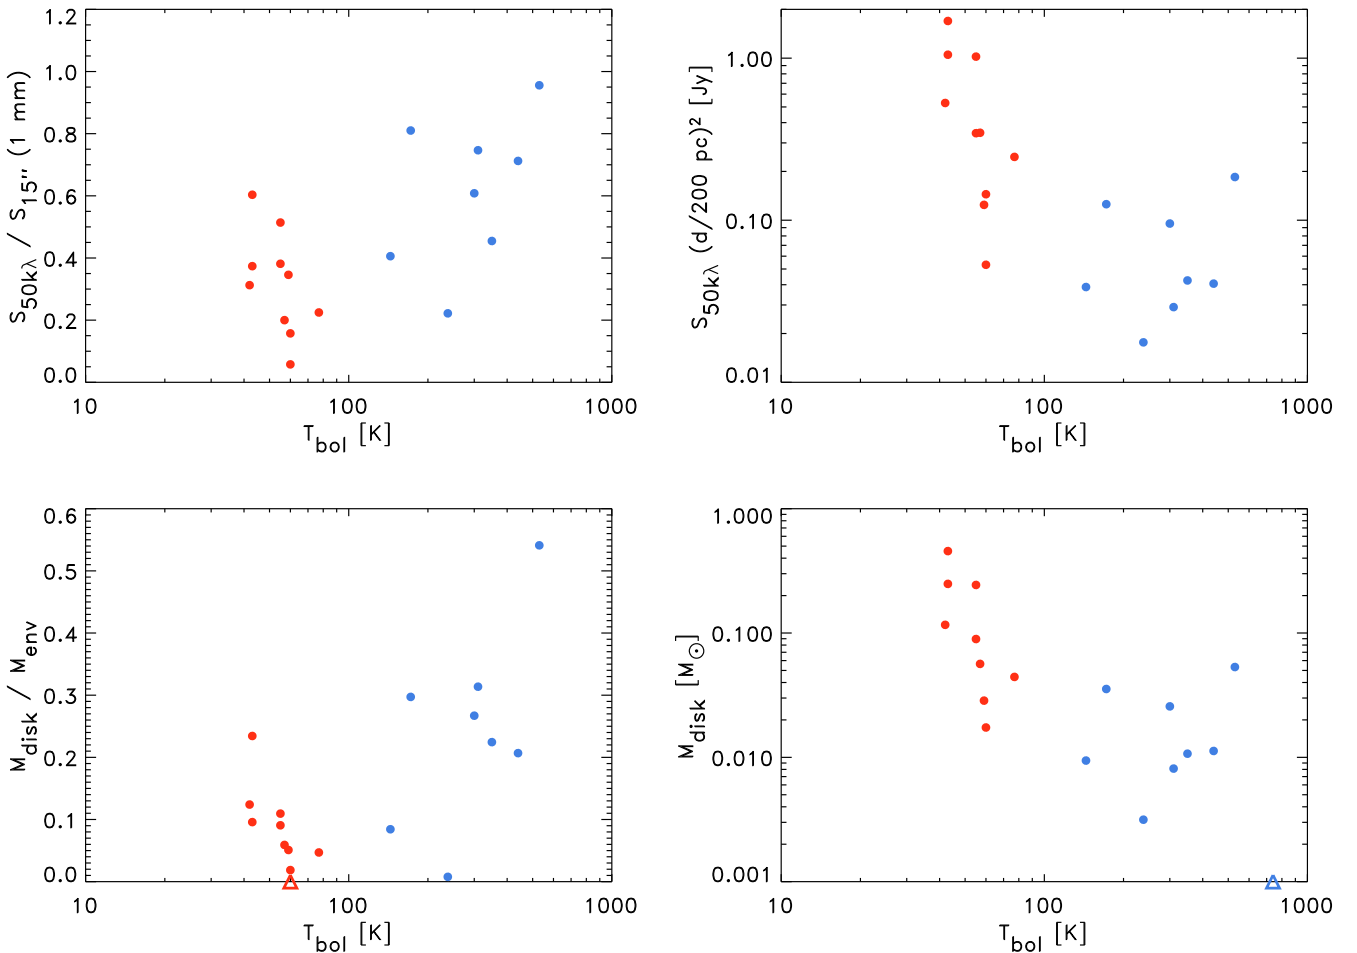 1.2
1.0
0.8
0.6
0.4
0.2
0.0
S50kλ / S15'' (1 mm)
10 100 1000
Tbol [K]
1.00
0.10
0.01
S50kλ (d/200 pc)² [Jy]
10 100 1000
Tbol [K]
0.6
0.5
0.4
0.3
0.2
0.1
0.0
Mdisk / Menv
10 100 1000
Tbol [K]
1.000
0.100
0.010
0.001
Mdisk [M⊙]
10 100 1000
Tbol [K]